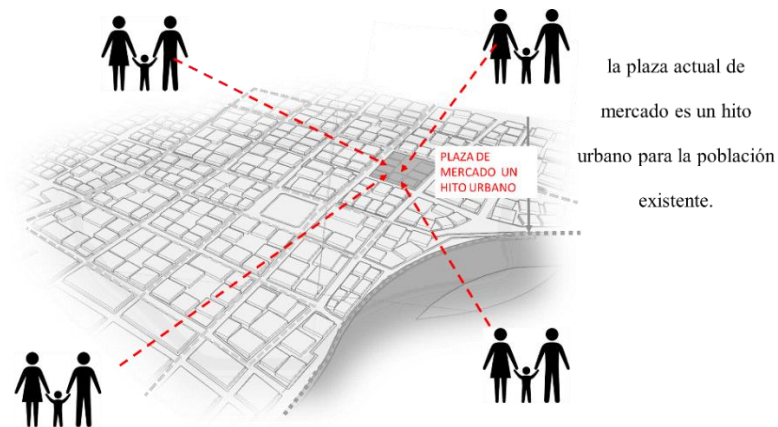 la plaza actual de
mercado es un hito
urbano para la población
existente.
PLAZA DE
MERCADO UN
HITO URBANO